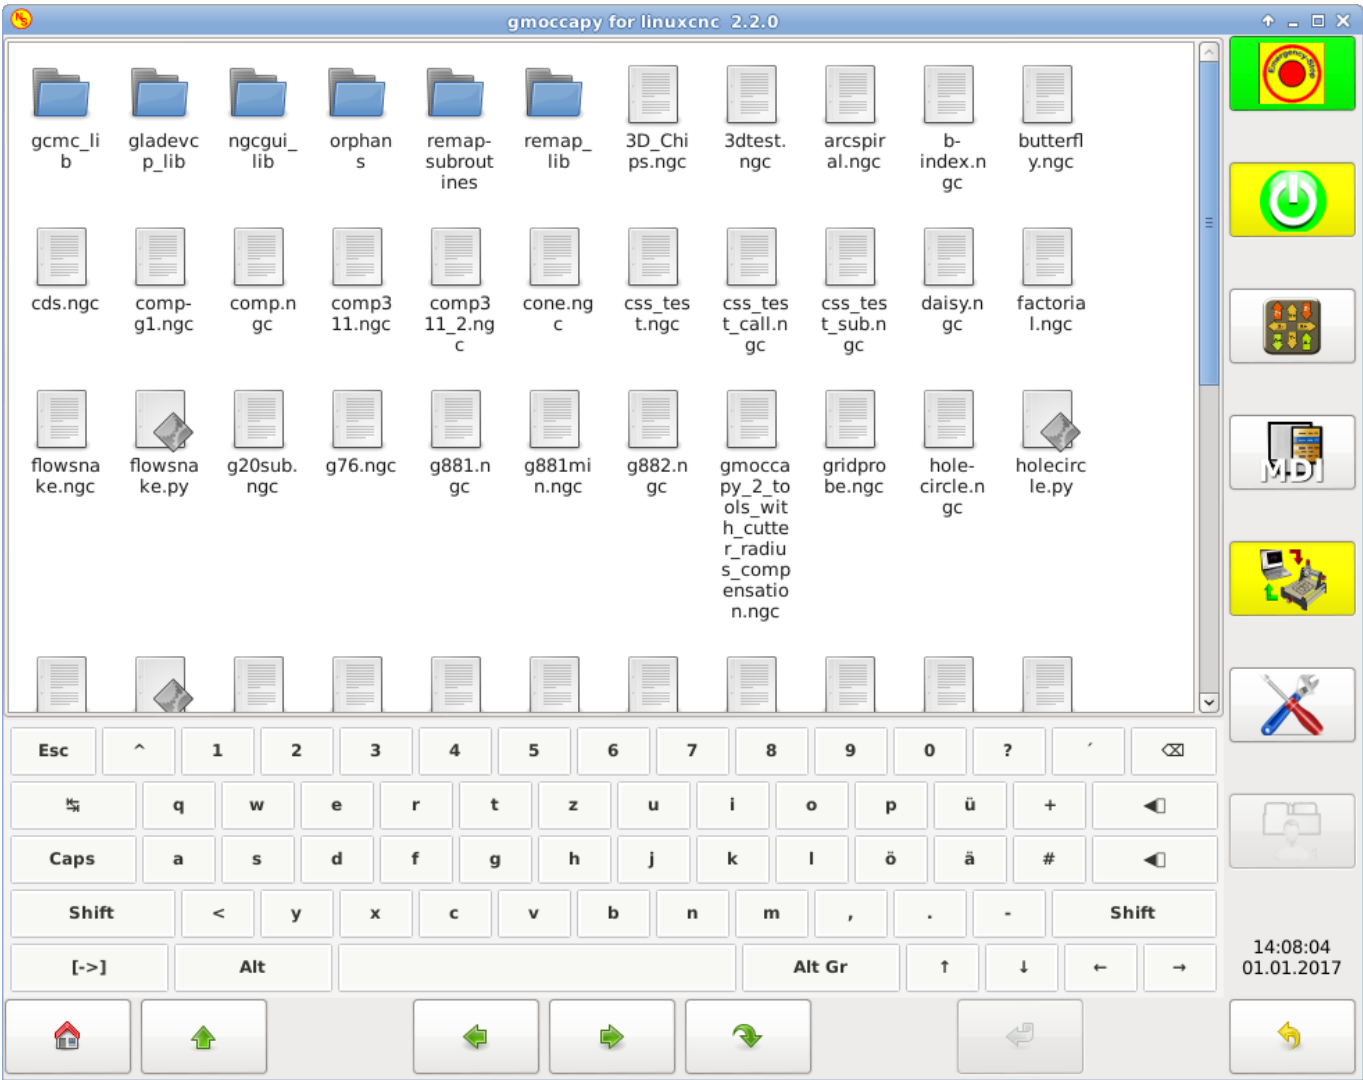 gmoccapy for linuxcnc 2.2.0
Emergency-Stop
gcmc_li
b
gladevc
p_lib
ngcgui_
lib
orphan
s
remap-
subrout
ines
remap_
lib
3D_Chi
ps.ngc
3dtest.
ngc
arcspir
al.ngc
b-
index.n
gc
butterfl
y.ngc
cds.ngc
comp-
g1.ngc
comp.n
gc
comp3
11.ngc
comp3
11_2.ng
c
cone.ng
c
css_tes
t.ngc
css_tes
t_call.n
gc
css_tes
t_sub.n
gc
daisy.n
gc
factoria
l.ngc
flowsna
ke.ngc
flowsna
ke.py
g20sub.
ngc
g76.ngc
g881.n
gc
g881mi
n.ngc
g882.n
gc
gmocca
py_2_to
ols_wit
h_cutte
r_radiu
s_comp
ensatio
n.ngc
gridpro
be.ngc
hole-
circle.n
gc
holecirc
le.py
MDI
Esc ^ 1 2 3 4 5 6 7 8 9 0 ? ´ ⌫
↹ q w e r t z u i o p ü +
Caps a s d f g h j k l ö ä #
Shift < y x c v b n m , . - Shift
[->] Alt Alt Gr ↑ ↓ ← →
14:08:04
01.01.2017